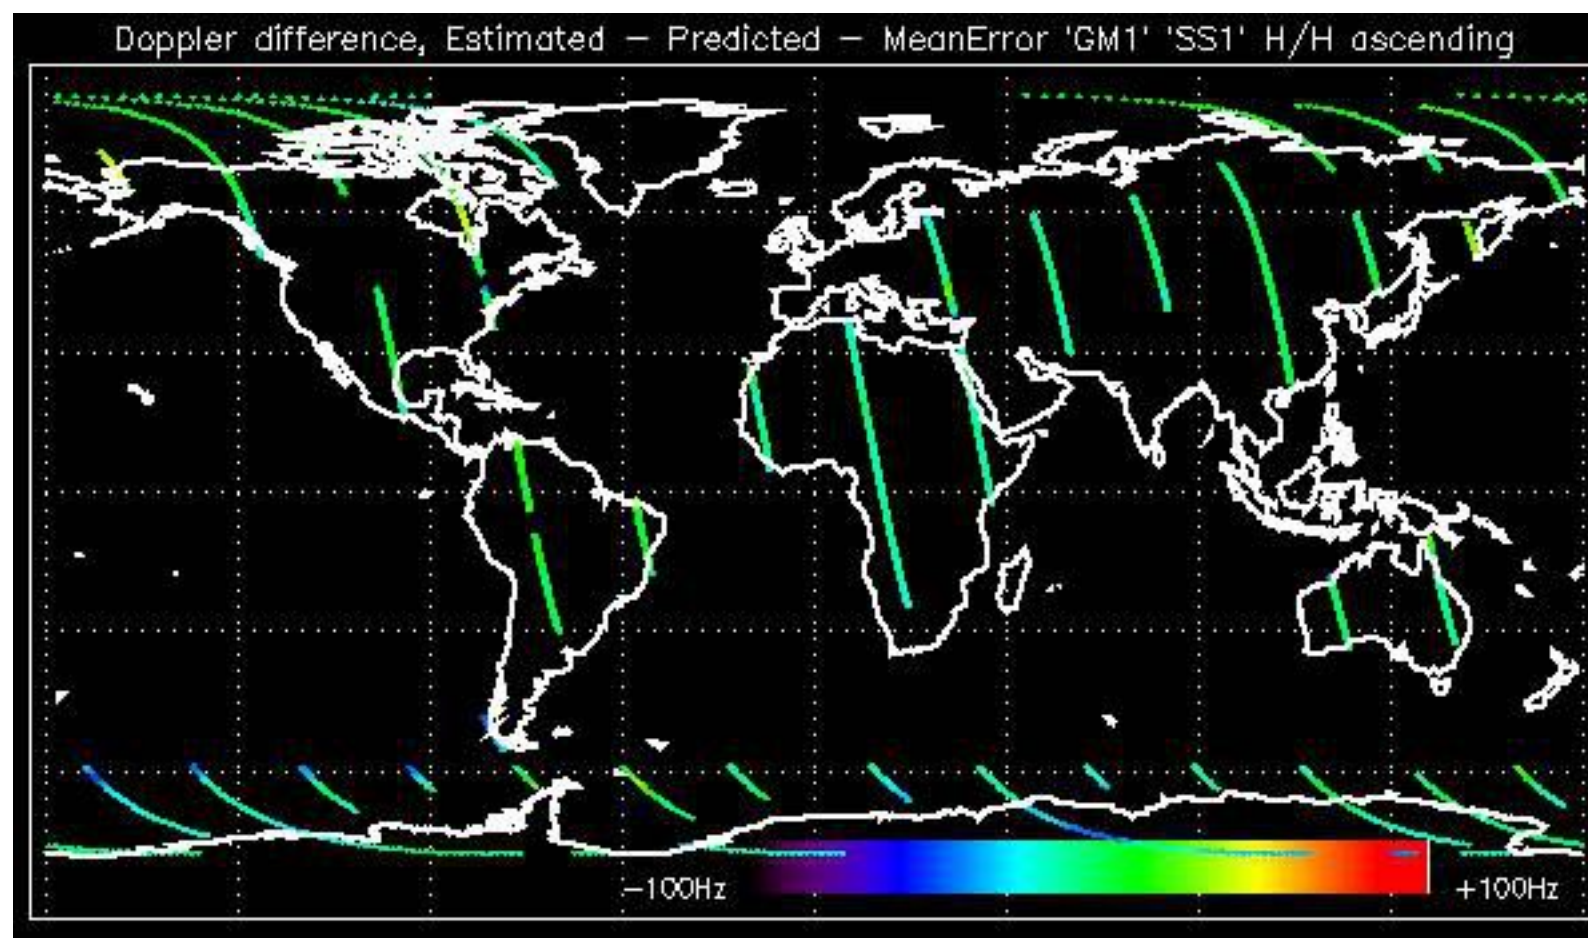 Doppler difference, Estimated – Predicted – MeanError 'GM1' 'SS1' H/H ascending
–100Hz
+100Hz